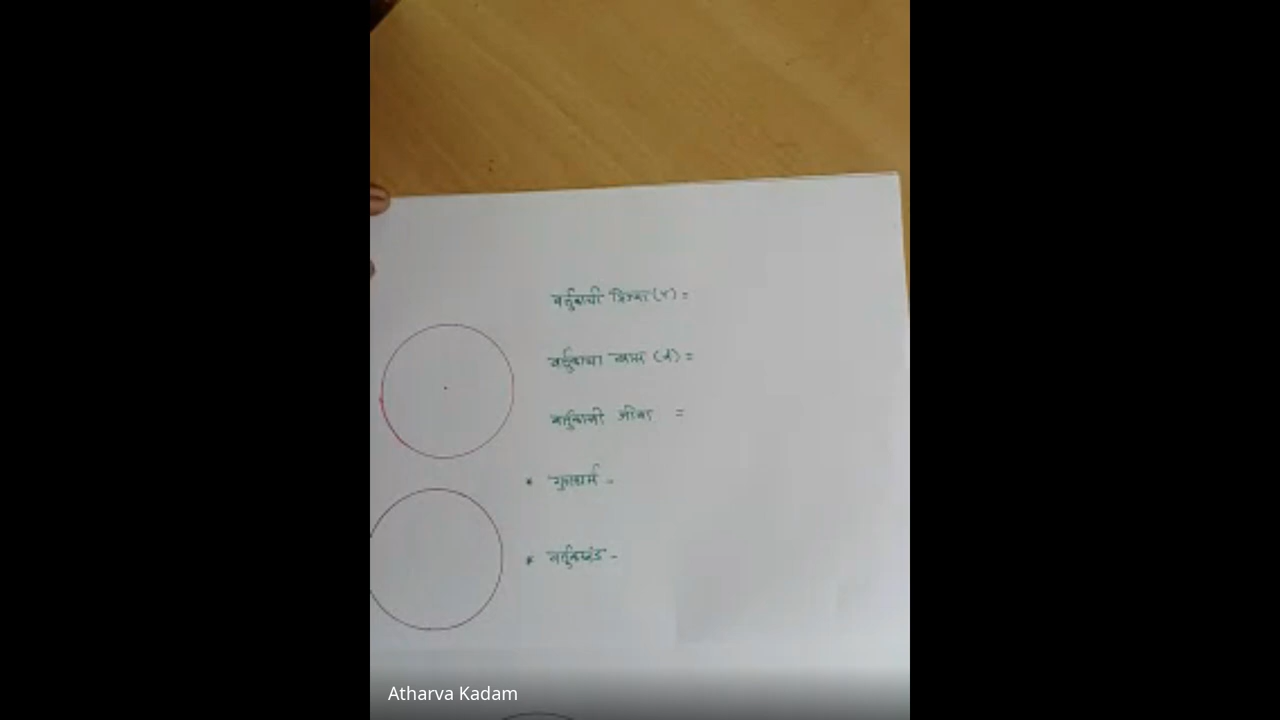 वर्तुळाची त्रिज्या (r) =
वर्तुळाचा व्यास (d) =
वर्तुळाची जीवा =
* गुणधर्म -
* वर्तुळखंड -
Atharva Kadam